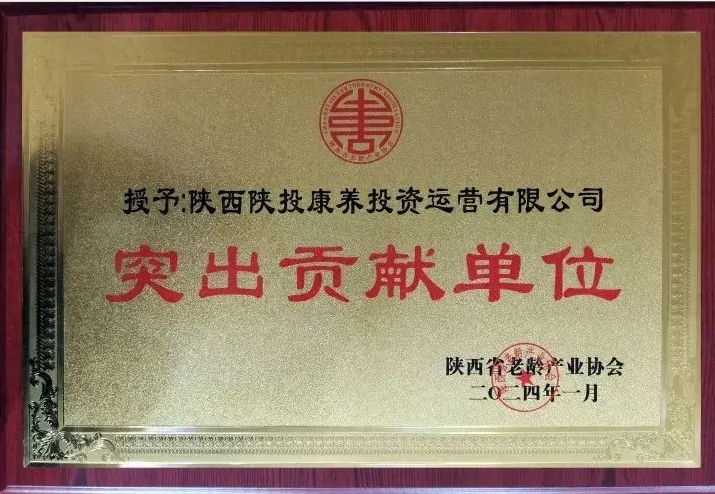 授予:陕西陕投康养投资运营有限公司
突出贡献单位
陕西省老龄产业协会
二〇二四年一月